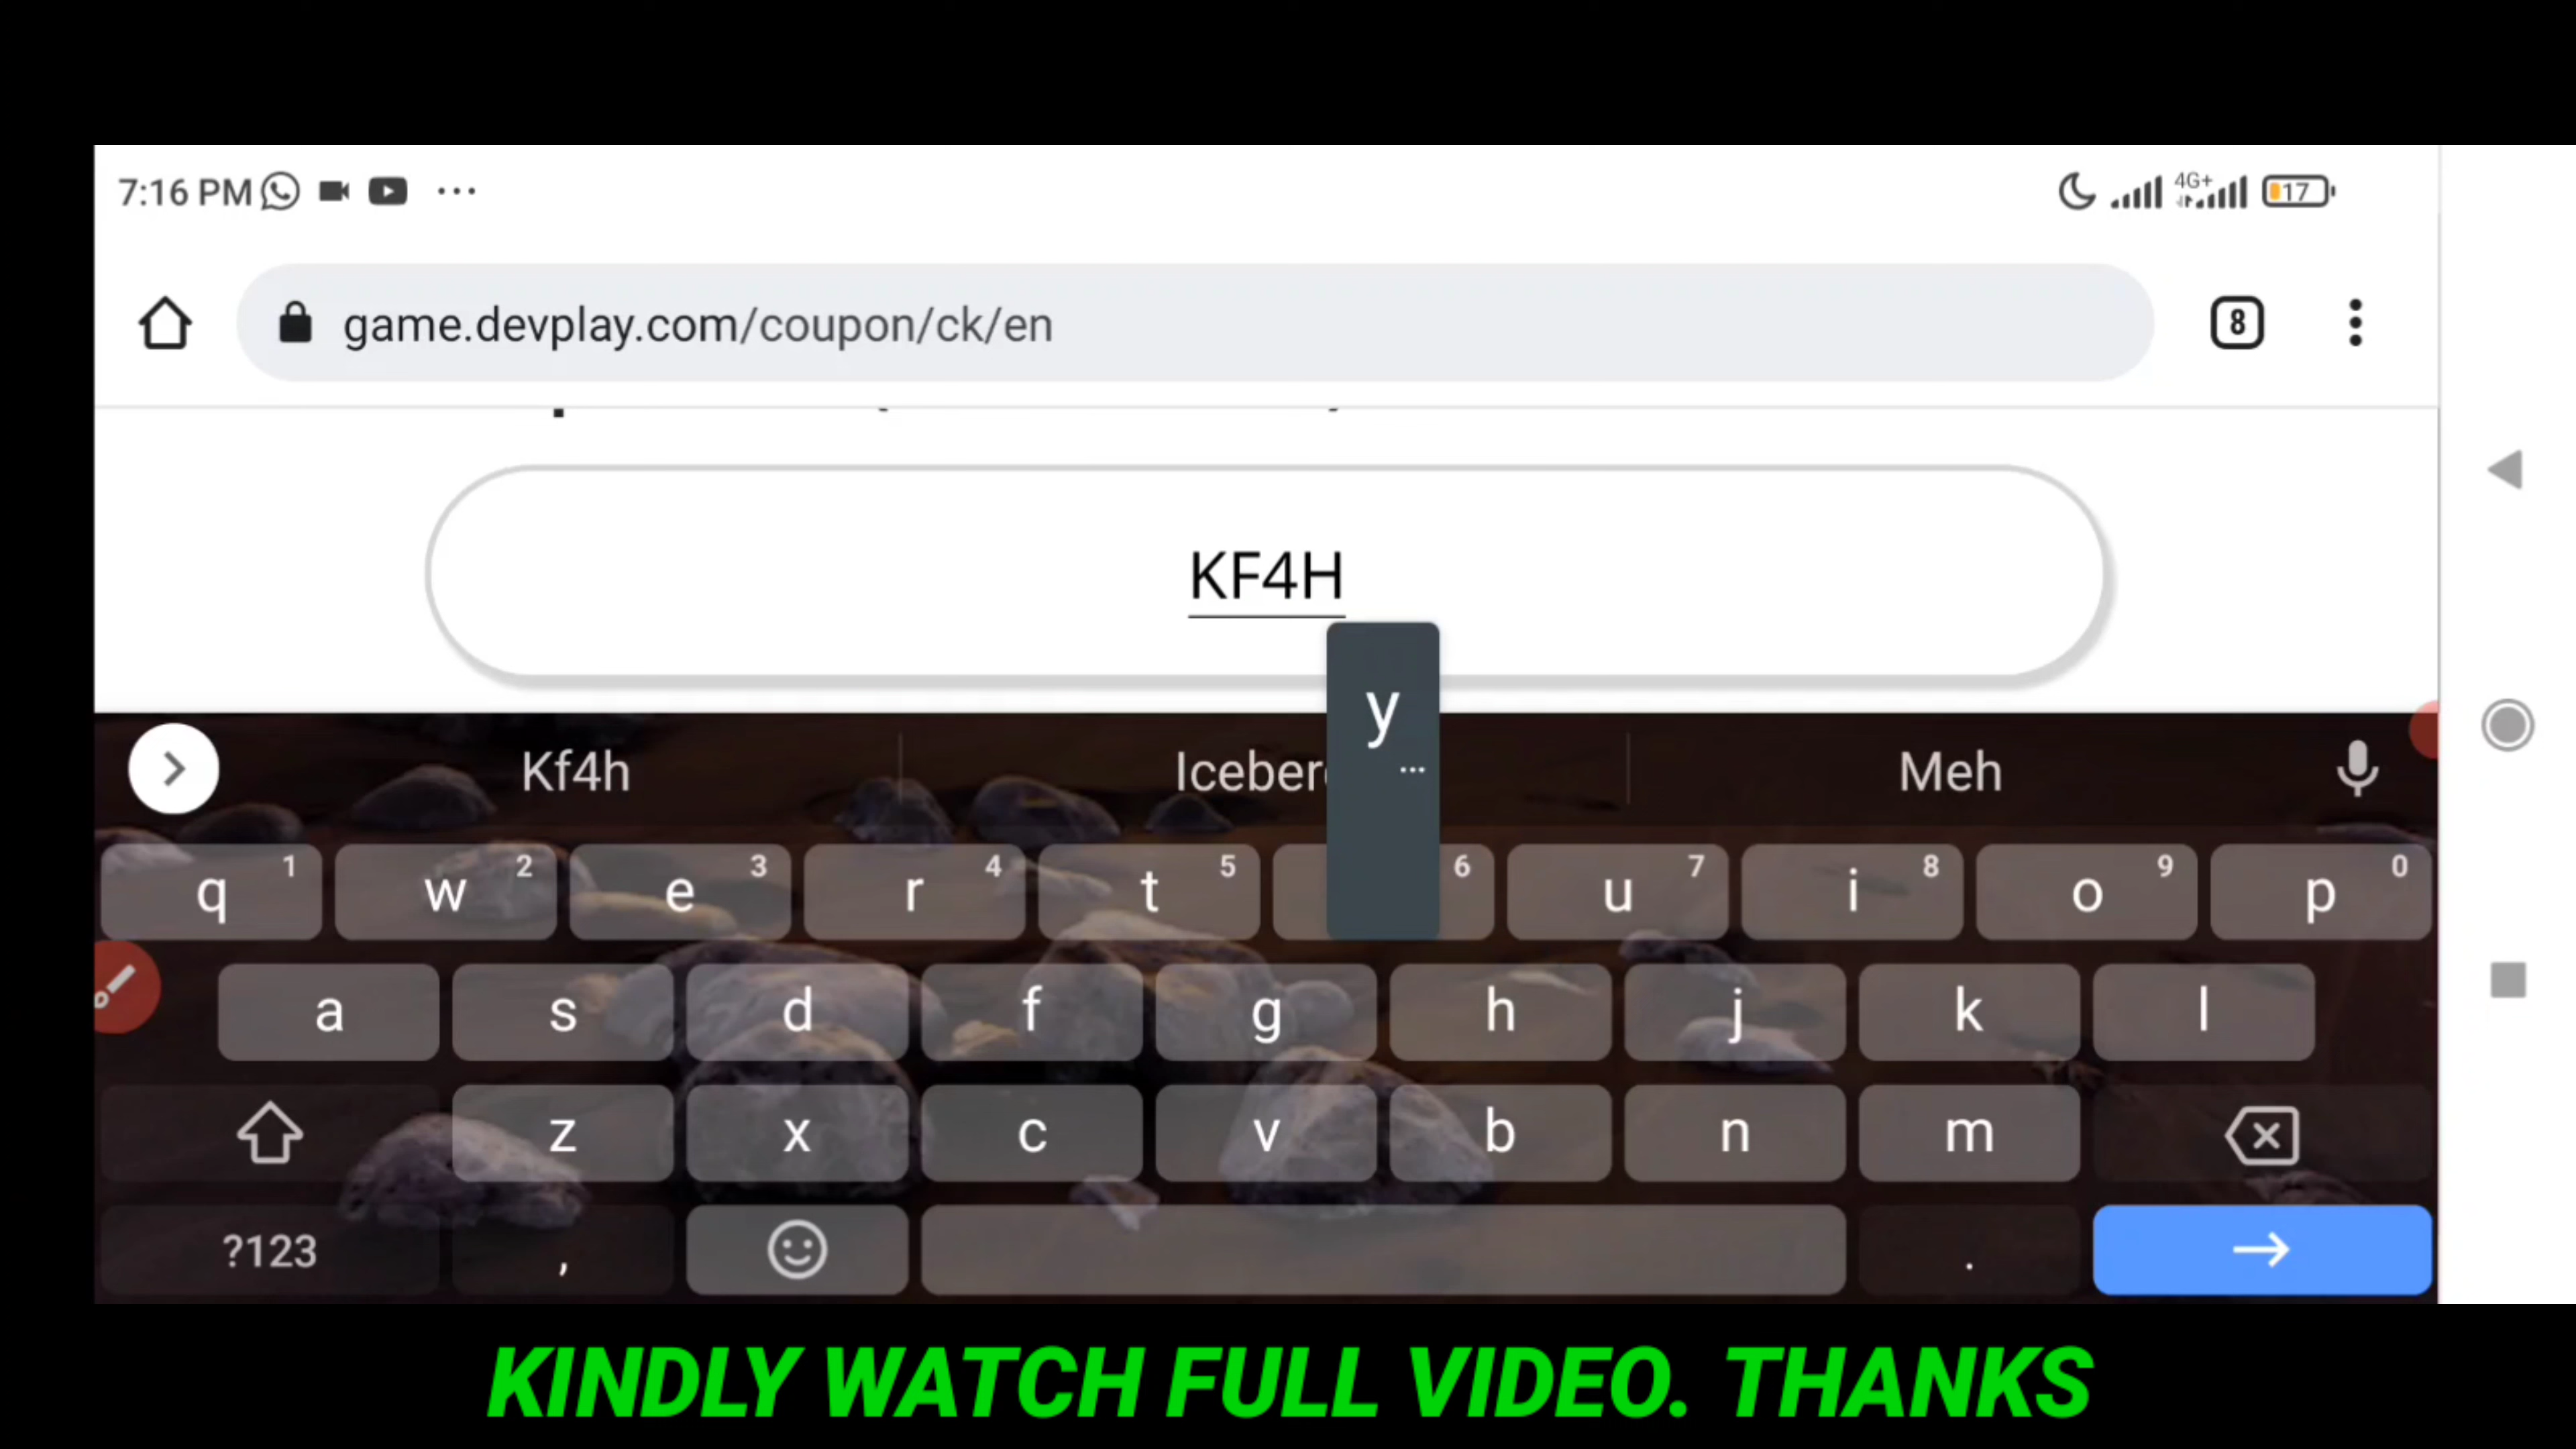 7:16 PM ... 4G+ 17
game.devplay.com/coupon/ck/en 8
KF4H
y
...
Kf4h Iceber Meh
q 1 w 2 e 3 r 4 t 5 6 u 7 i 8 o 9 p 0
a s d f g h j k l
z x c v b n m
?123 , .
KINDLY WATCH FULL VIDEO. THANKS